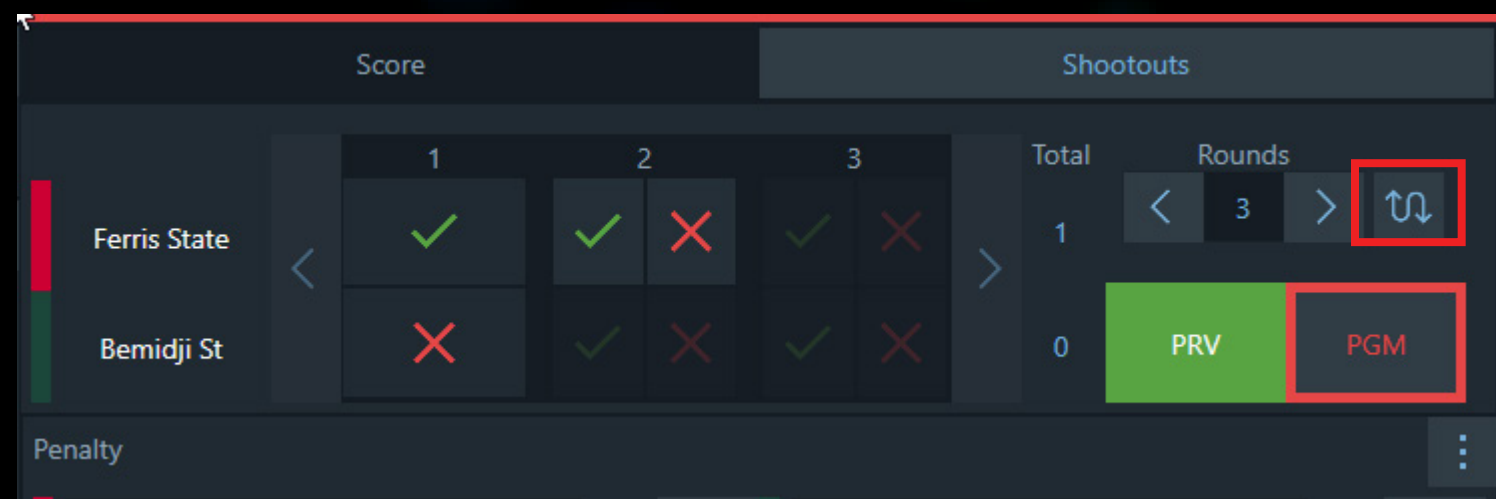 Score Shootouts
1 2 3 Total Rounds
3
Ferris State 1
Bemidji St 0 PRV PGM
Penalty